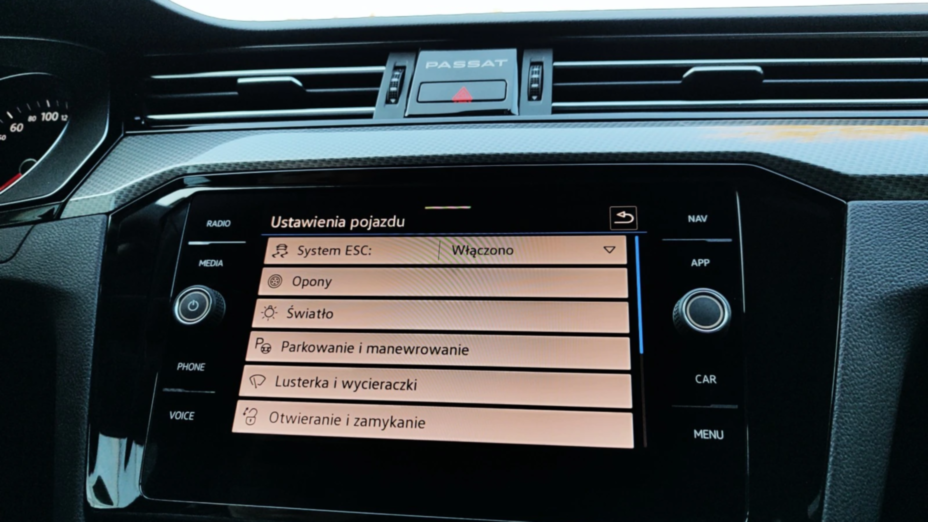 PASSAT
60
80
100
12
RADIO
MEDIA
PHONE
VOICE
Ustawienia pojazdu
System ESC: Włączono
Opony
Światło
Parkowanie i manewrowanie
Lusterka i wycieraczki
Otwieranie i zamykanie
NAV
APP
CAR
MENU